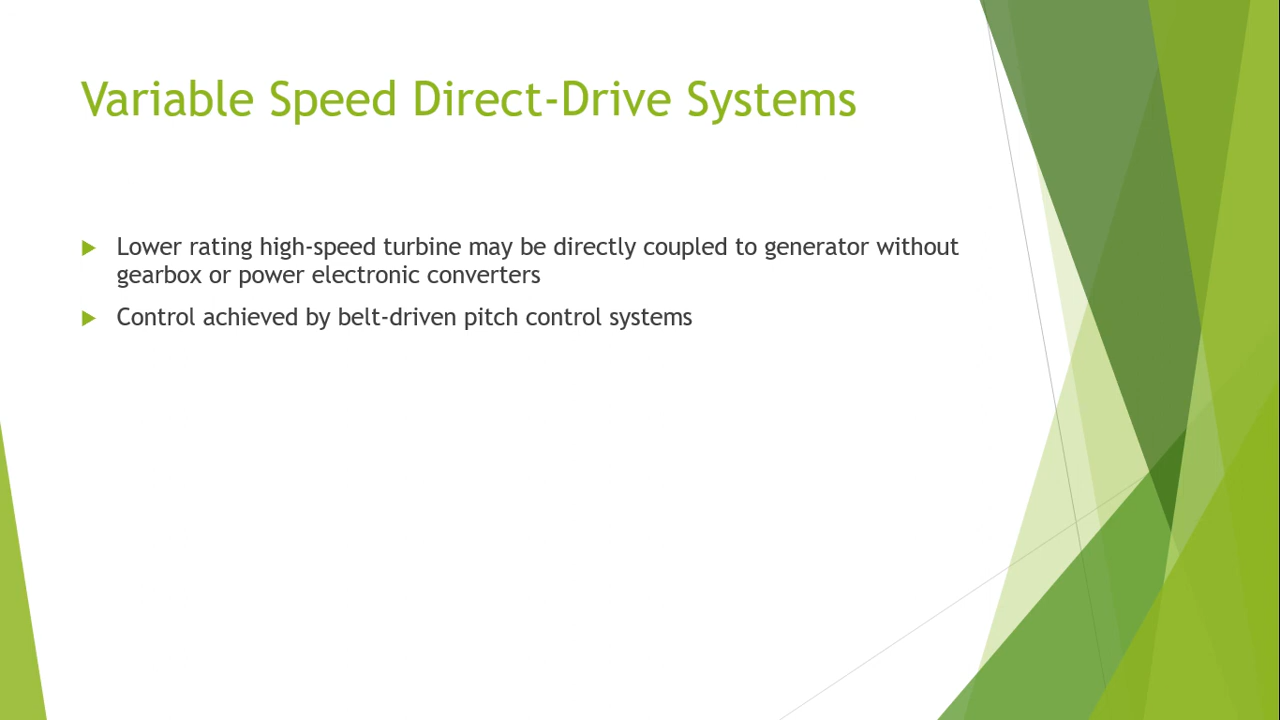 Variable Speed Direct-Drive Systems
Lower rating high-speed turbine may be directly coupled to generator without
gearbox or power electronic converters
Control achieved by belt-driven pitch control systems